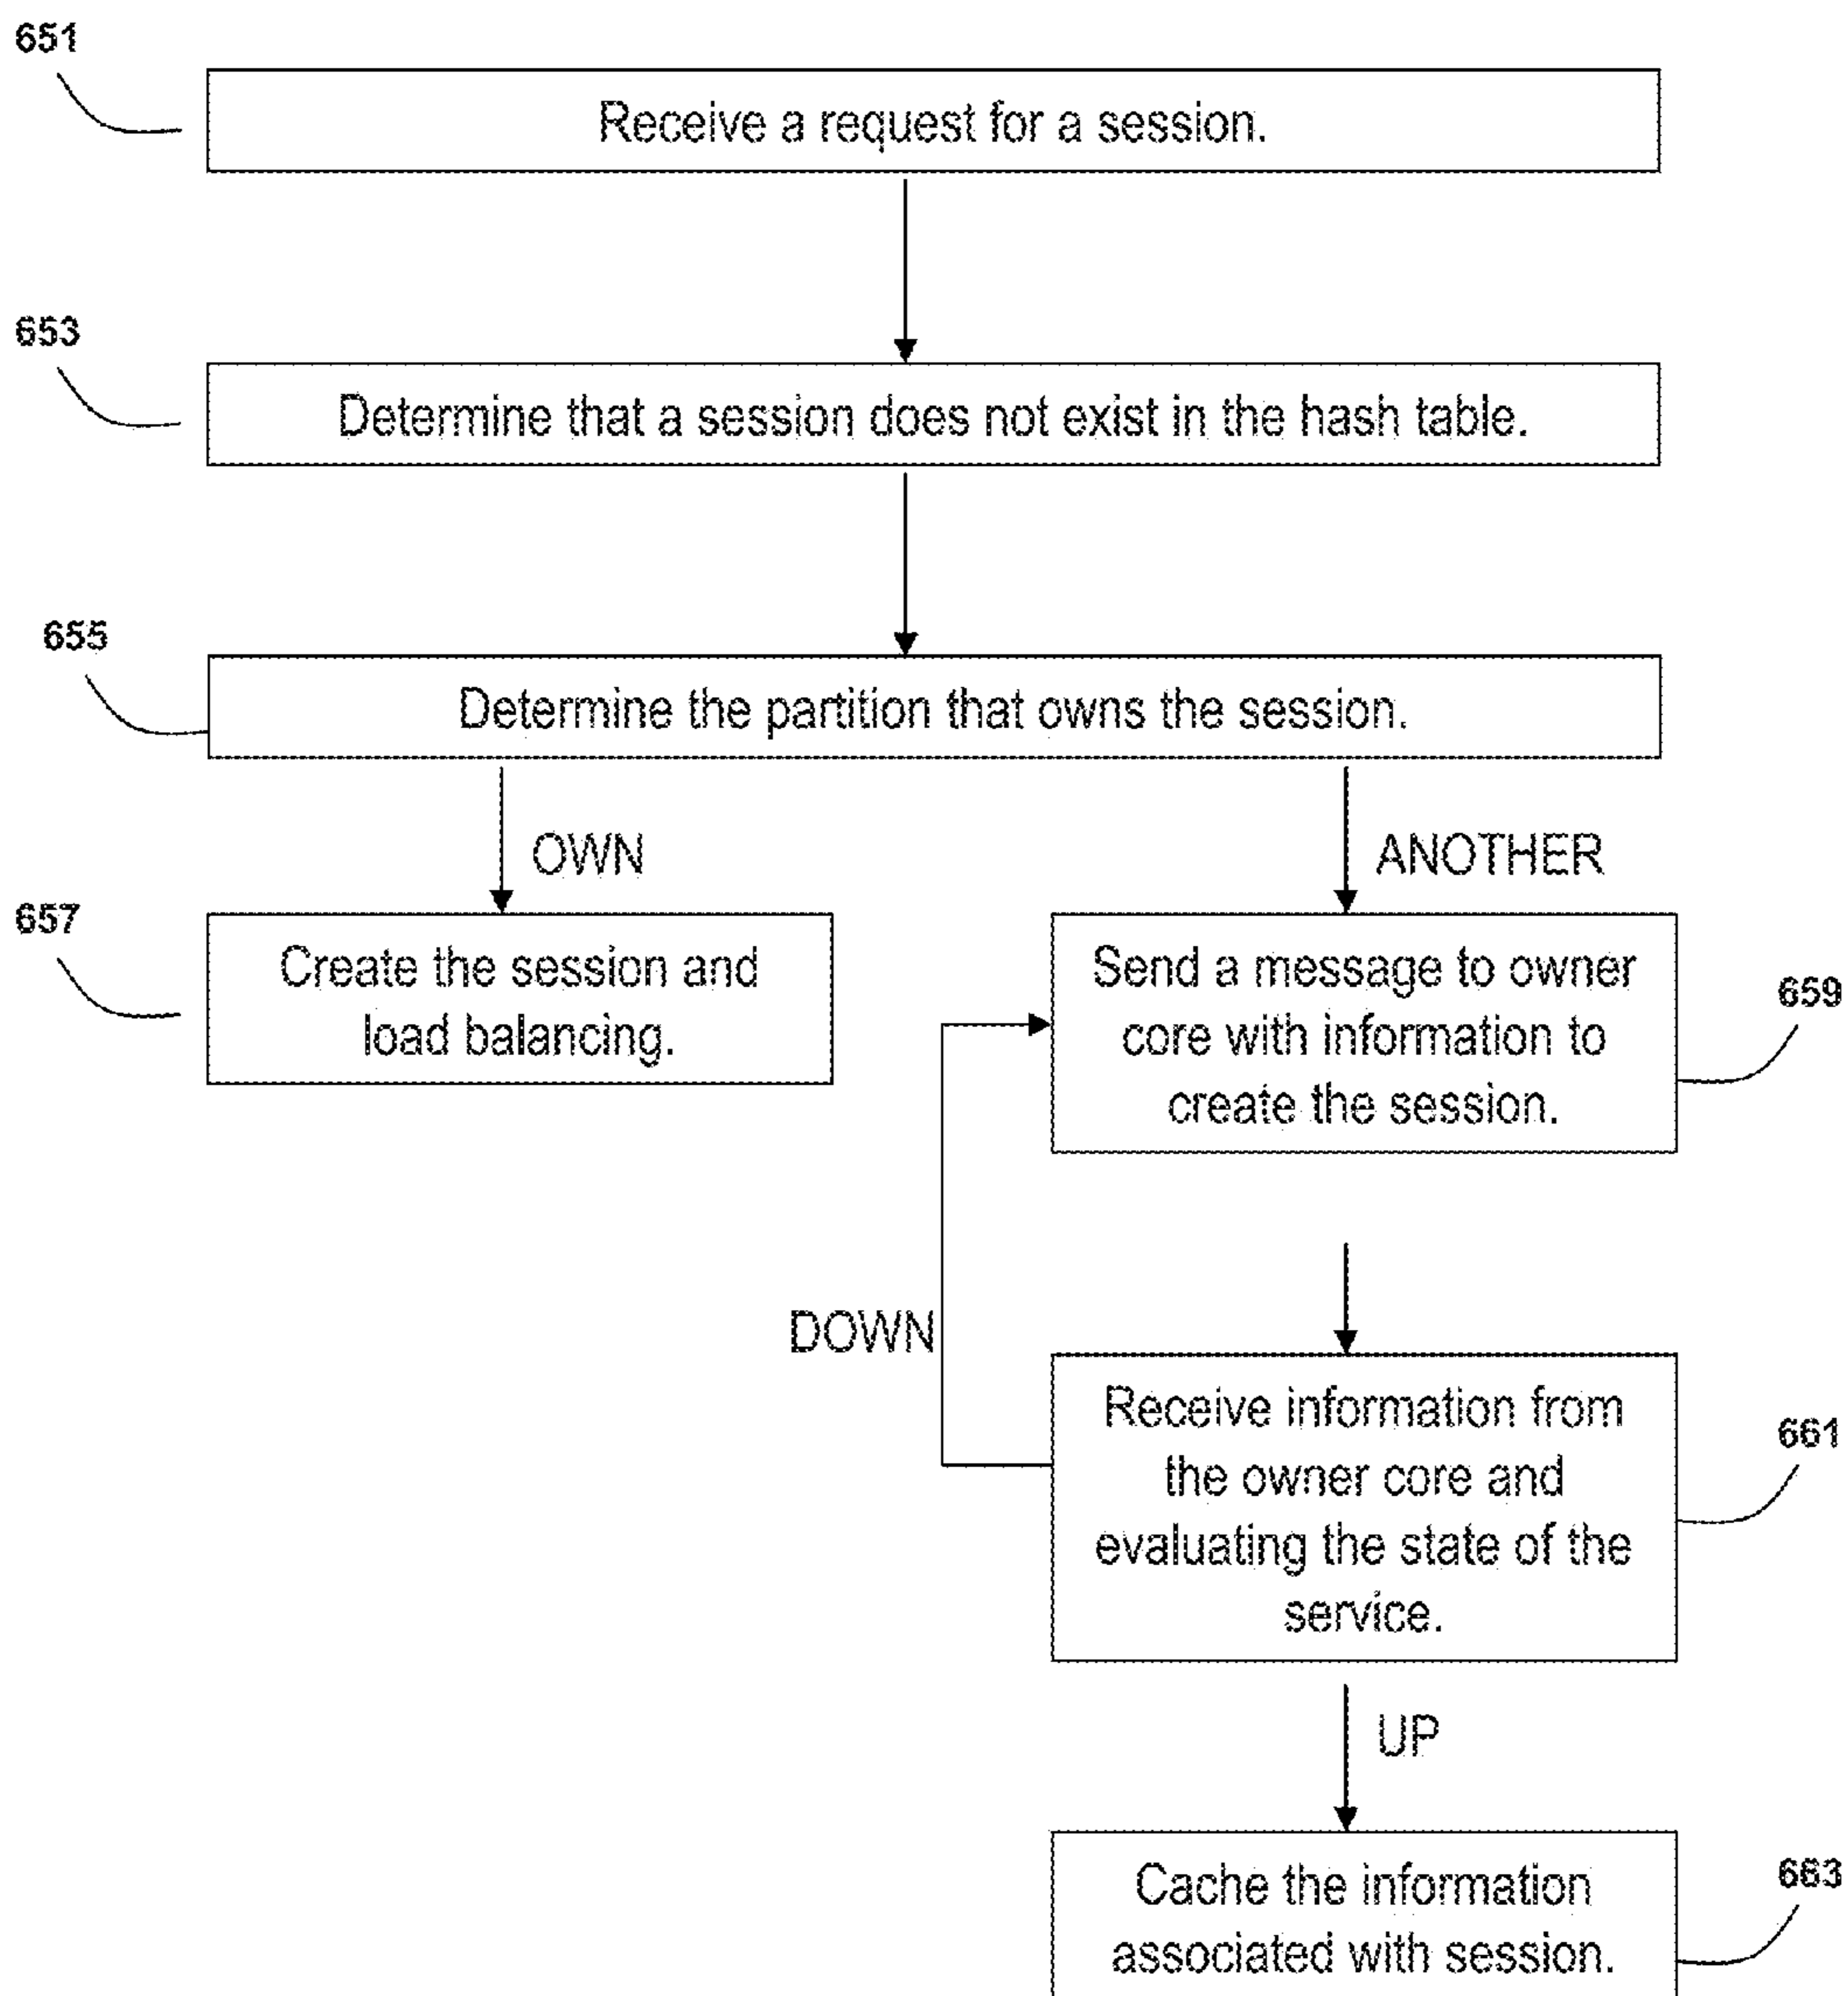 651
Receive a request for a session.
653
Determine that a session does not exist in the hash table.
655
Determine the partition that owns the session.
OWN
ANOTHER
657
Create the session and
load balancing.
Send a message to owner
core with information to
create the session.
659
DOWN
Receive information from
the owner core and
evaluating the state of the
service.
661
UP
Cache the information
associated with session.
663